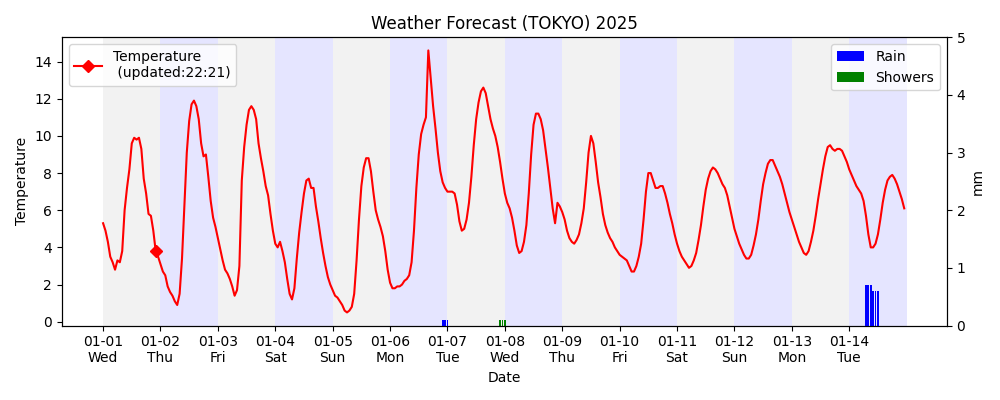 Weather Forecast (TOKYO) 2025
Temperature
(updated:22:21)
Rain
Showers
Temperature
14
12
10
8
6
4
2
0
5
4
3
2
1
0
mm
01-01 01-02 01-03 01-04 01-05 01-06 01-07 01-08 01-09 01-10 01-11 01-12 01-13 01-14
Wed Thu Fri Sat Sun Mon Tue Wed Thu Fri Sat Sun Mon Tue
Date